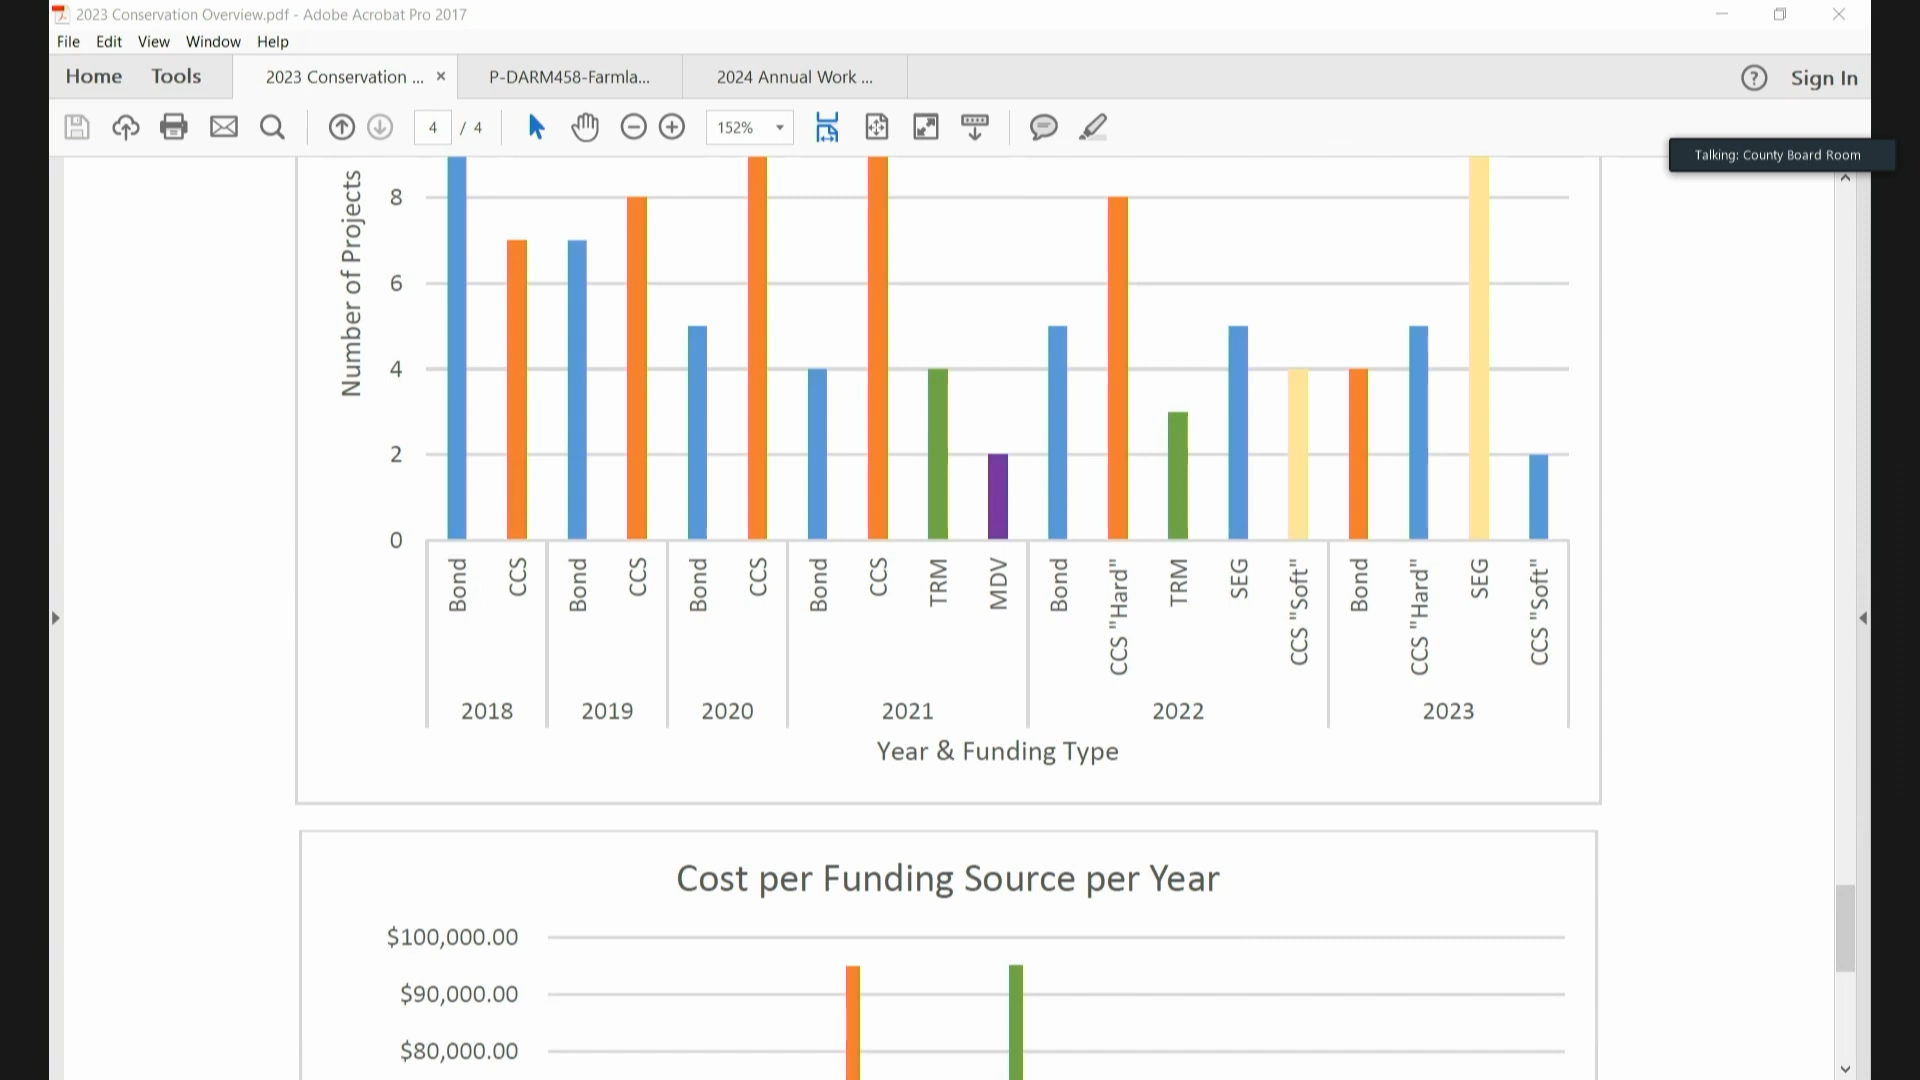 2023 Conservation Overview.pdf - Adobe Acrobat Pro 2017
File Edit View Window Help
Home Tools 2023 Conservation ... × P-DARM458-Farmla... 2024 Annual Work ... ? Sign In
4 / 4 152%
Talking: County Board Room
Number of Projects
8
6
4
2
0
Bond CCS Bond CCS Bond CCS Bond CCS TRM MDV Bond CCS "Hard" TRM SEG CCS "Soft" Bond CCS "Hard" SEG CCS "Soft"
2018 2019 2020 2021 2022 2023
Year & Funding Type
Cost per Funding Source per Year
$100,000.00
$90,000.00
$80,000.00